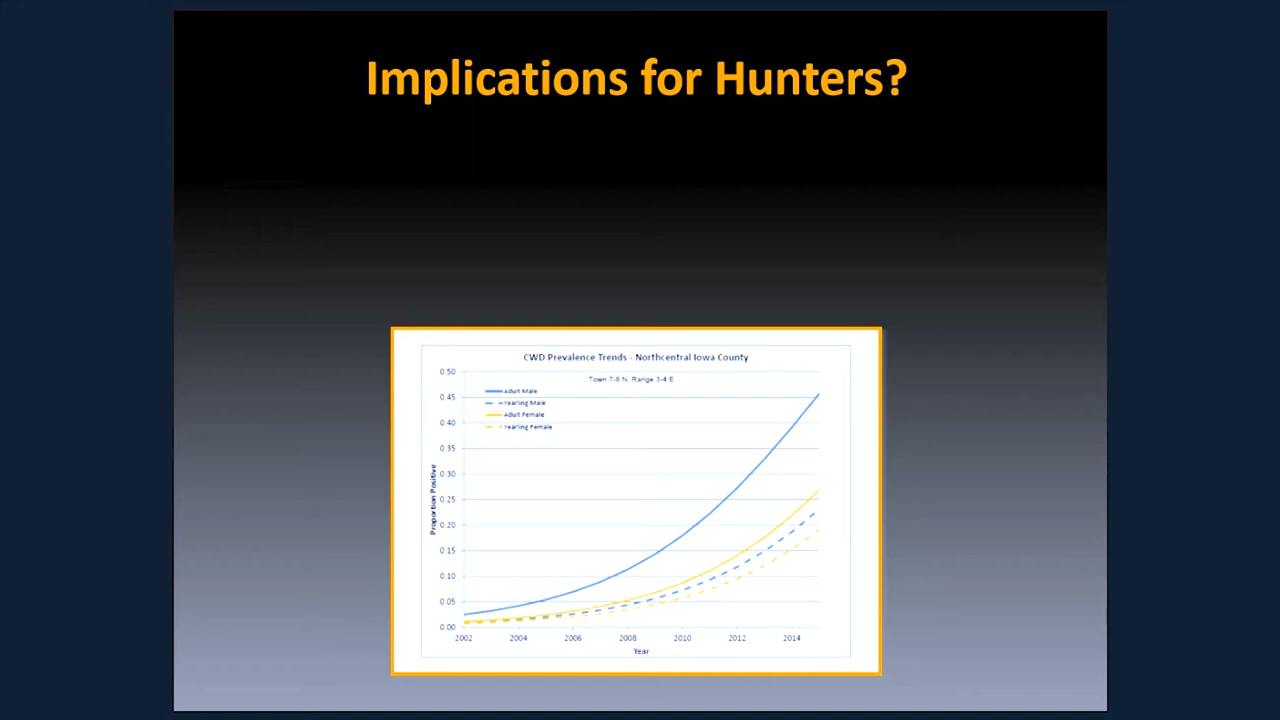 Implications for Hunters?
CWD Prevalence Trends - Northcentral Iowa County
Town 7-8 N, Range 3-4 E
Adult Male
Yearling Male
Adult Female
Yearling Female
Proportion Positive
0.50
0.45
0.40
0.35
0.30
0.25
0.20
0.15
0.10
0.05
0.00
2002 2004 2006 2008 2010 2012 2014
Year